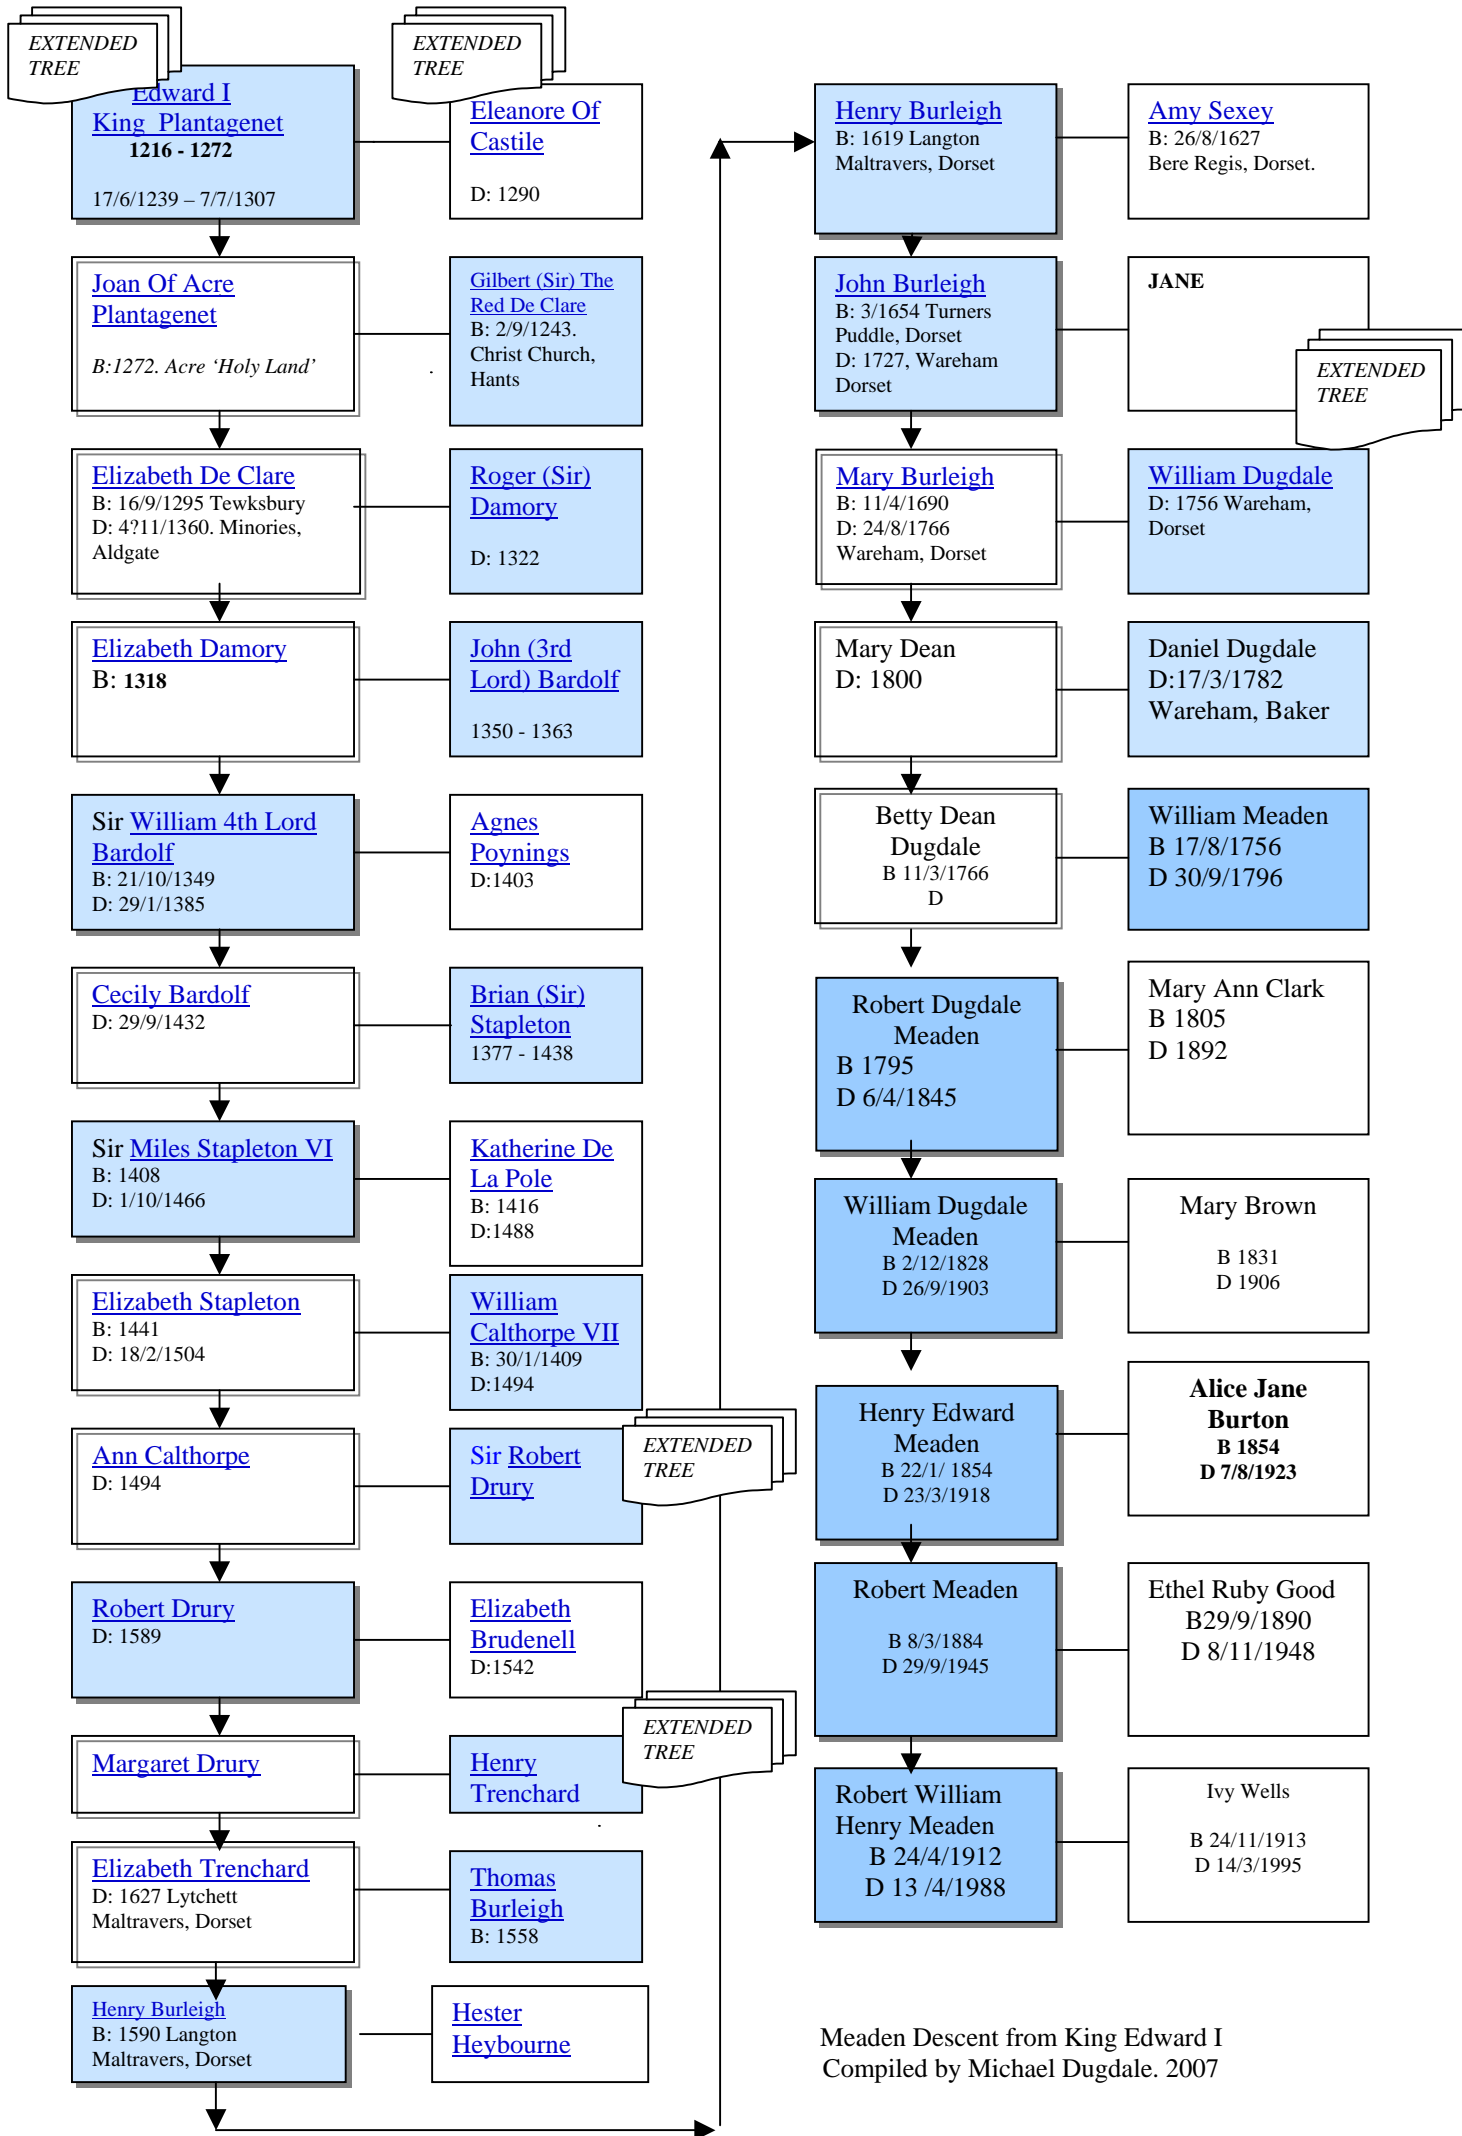 EXTENDED
TREE
EXTENDED
TREE
Edward I
King Plantagenet
1216 - 1272
17/6/1239 – 7/7/1307
Eleanore Of
Castile
D: 1290
Joan Of Acre
Plantagenet
B:1272. Acre ‘Holy Land’
Gilbert (Sir) The
Red De Clare
B: 2/9/1243.
Christ Church,
Hants
.
Elizabeth De Clare
B: 16/9/1295 Tewksbury
D: 4?11/1360. Minories,
Aldgate
Roger (Sir)
Damory
D: 1322
Elizabeth Damory
B: 1318
John (3rd
Lord) Bardolf
1350 - 1363
Sir William 4th Lord
Bardolf
B: 21/10/1349
D: 29/1/1385
Agnes
Poynings
D:1403
Cecily Bardolf
D: 29/9/1432
Brian (Sir)
Stapleton
1377 - 1438
Sir Miles Stapleton VI
B: 1408
D: 1/10/1466
Katherine De
La Pole
B: 1416
D:1488
Elizabeth Stapleton
B: 1441
D: 18/2/1504
William
Calthorpe VII
B: 30/1/1409
D:1494
Ann Calthorpe
D: 1494
Sir Robert
Drury
EXTENDED
TREE
Robert Drury
D: 1589
Elizabeth
Brudenell
D:1542
Margaret Drury
Henry
Trenchard
EXTENDED
TREE
.
Elizabeth Trenchard
D: 1627 Lytchett
Maltravers, Dorset
Thomas
Burleigh
B: 1558
Henry Burleigh
B: 1590 Langton
Maltravers, Dorset
Hester
Heybourne
Henry Burleigh
B: 1619 Langton
Maltravers, Dorset
Amy Sexey
B: 26/8/1627
Bere Regis, Dorset.
John Burleigh
B: 3/1654 Turners
Puddle, Dorset
D: 1727, Wareham
Dorset
JANE
EXTENDED
TREE
Mary Burleigh
B: 11/4/1690
D: 24/8/1766
Wareham, Dorset
William Dugdale
D: 1756 Wareham,
Dorset
Mary Dean
D: 1800
Daniel Dugdale
D:17/3/1782
Wareham, Baker
Betty Dean
Dugdale
B 11/3/1766
D
William Meaden
B 17/8/1756
D 30/9/1796
Robert Dugdale
Meaden
B 1795
D 6/4/1845
Mary Ann Clark
B 1805
D 1892
William Dugdale
Meaden
B 2/12/1828
D 26/9/1903
Mary Brown
B 1831
D 1906
Henry Edward
Meaden
B 22/1/ 1854
D 23/3/1918
Alice Jane
Burton
B 1854
D 7/8/1923
Robert Meaden
B 8/3/1884
D 29/9/1945
Ethel Ruby Good
B29/9/1890
D 8/11/1948
Robert William
Henry Meaden
B 24/4/1912
D 13 /4/1988
Ivy Wells
B 24/11/1913
D 14/3/1995
Meaden Descent from King Edward I
Compiled by Michael Dugdale. 2007